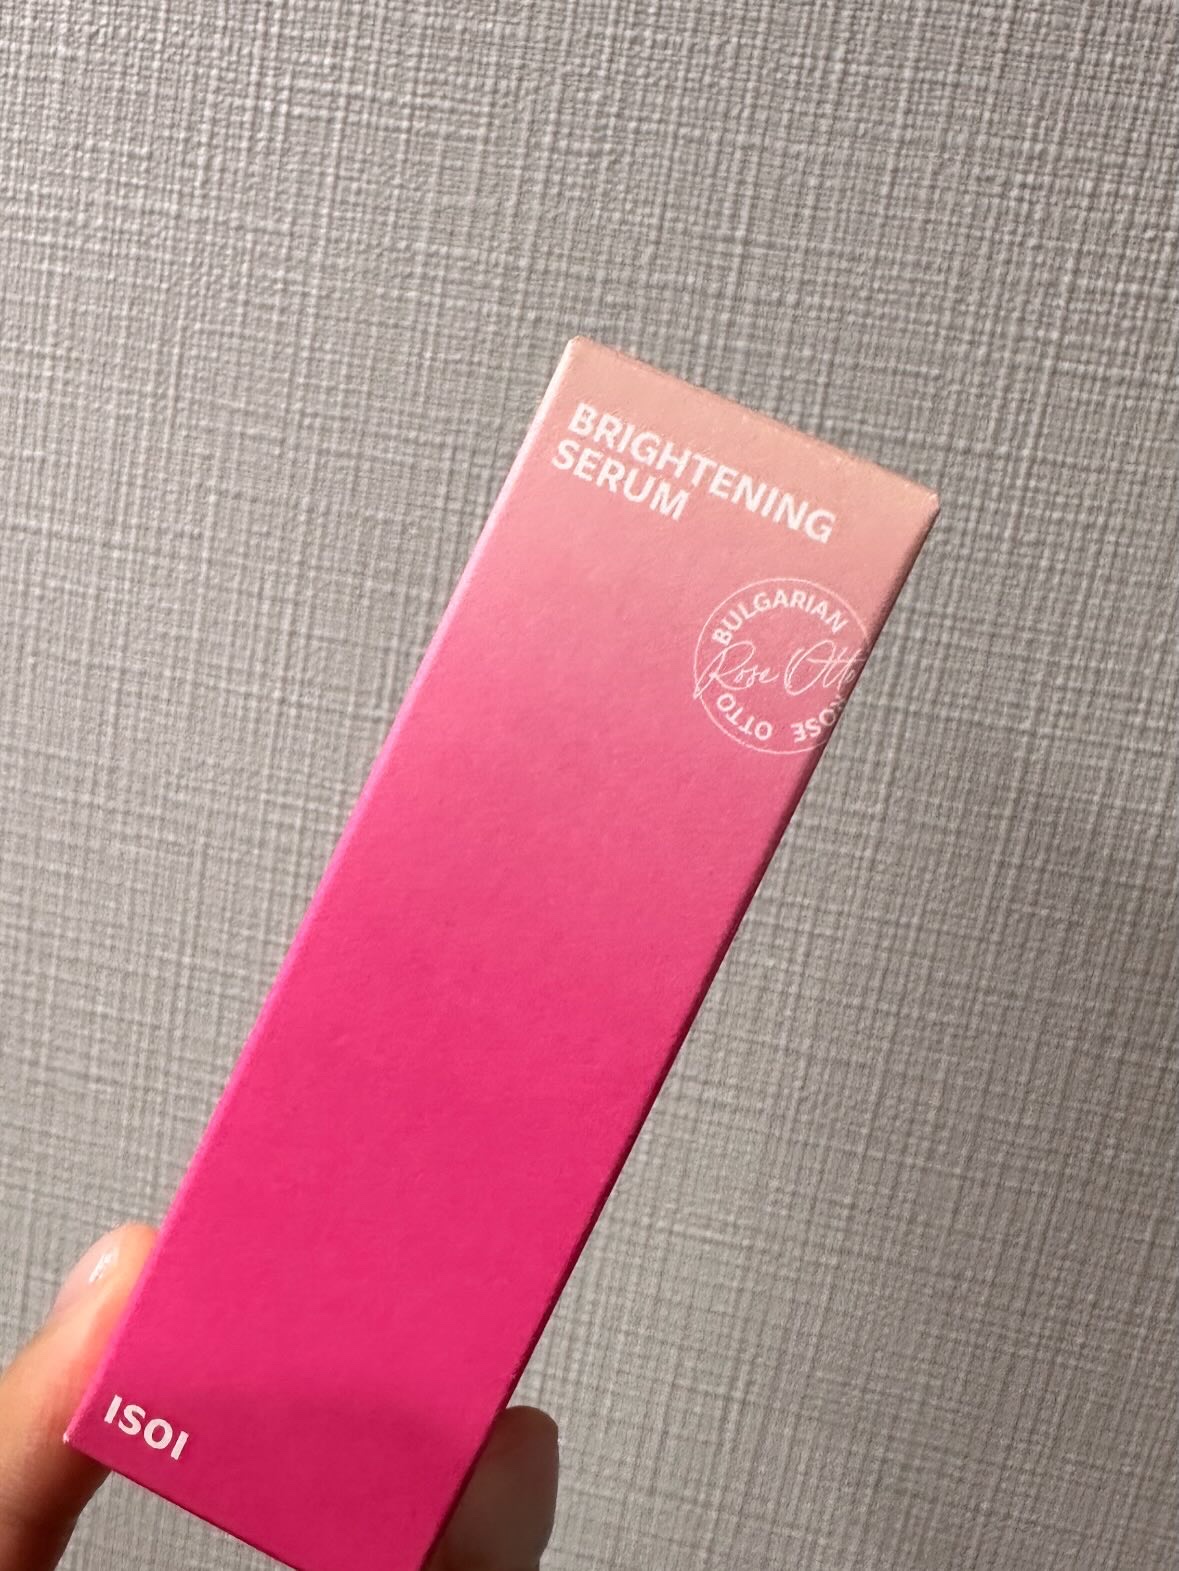 BRIGHTENING
SERUM
BULGARIAN
Rose Otto
ROSE OTTO
ISOI